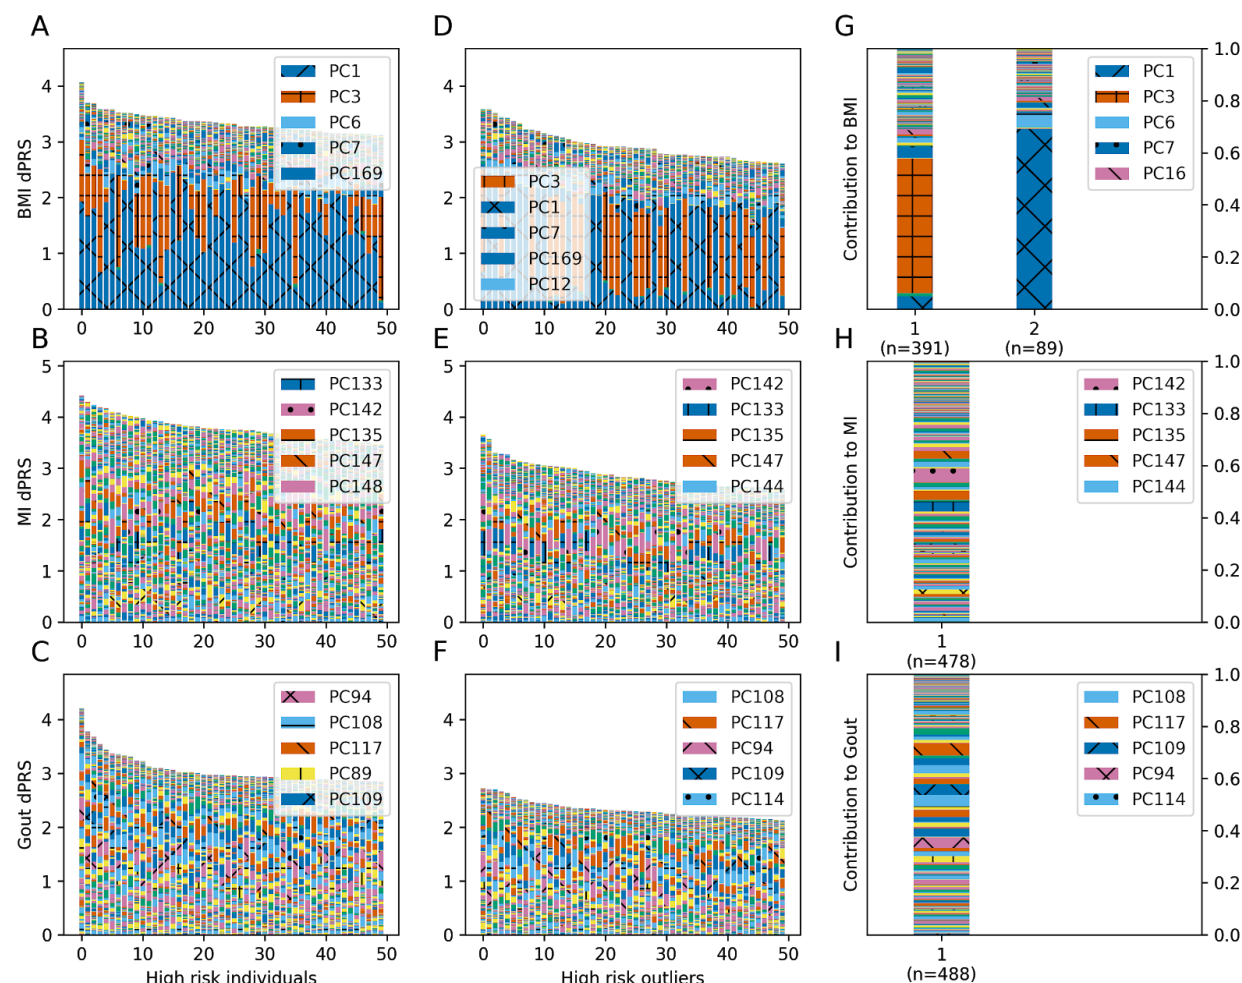 A
BMI dPRS
4
3
2
1
0
0 10 20 30 40 50
PC1
PC3
PC6
PC7
PC169
D
4
3
2
1
0
0 10 20 30 40 50
PC3
PC1
PC7
PC169
PC12
G
Contribution to BMI
1.0
0.8
0.6
0.4
0.2
0.0
1 2
(n=391) (n=89)
PC1
PC3
PC6
PC7
PC16
B
MI dPRS
5
4
3
2
1
0
0 10 20 30 40 50
PC133
PC142
PC135
PC147
PC148
E
5
4
3
2
1
0
0 10 20 30 40 50
PC142
PC133
PC135
PC147
PC144
H
Contribution to MI
1.0
0.8
0.6
0.4
0.2
0.0
1
(n=478)
PC142
PC133
PC135
PC147
PC144
C
Gout dPRS
4
3
2
1
0
0 10 20 30 40 50
High risk individuals
PC94
PC108
PC117
PC89
PC109
F
4
3
2
1
0
0 10 20 30 40 50
High risk outliers
PC108
PC117
PC94
PC109
PC114
I
Contribution to Gout
1.0
0.8
0.6
0.4
0.2
0.0
1
(n=488)
PC108
PC117
PC109
PC94
PC114